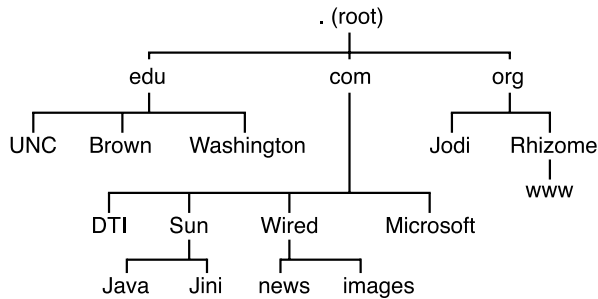 . (root)
edu com org
UNC Brown Washington Jodi Rhizome
www
DTI Sun Wired Microsoft
Java Jini news images